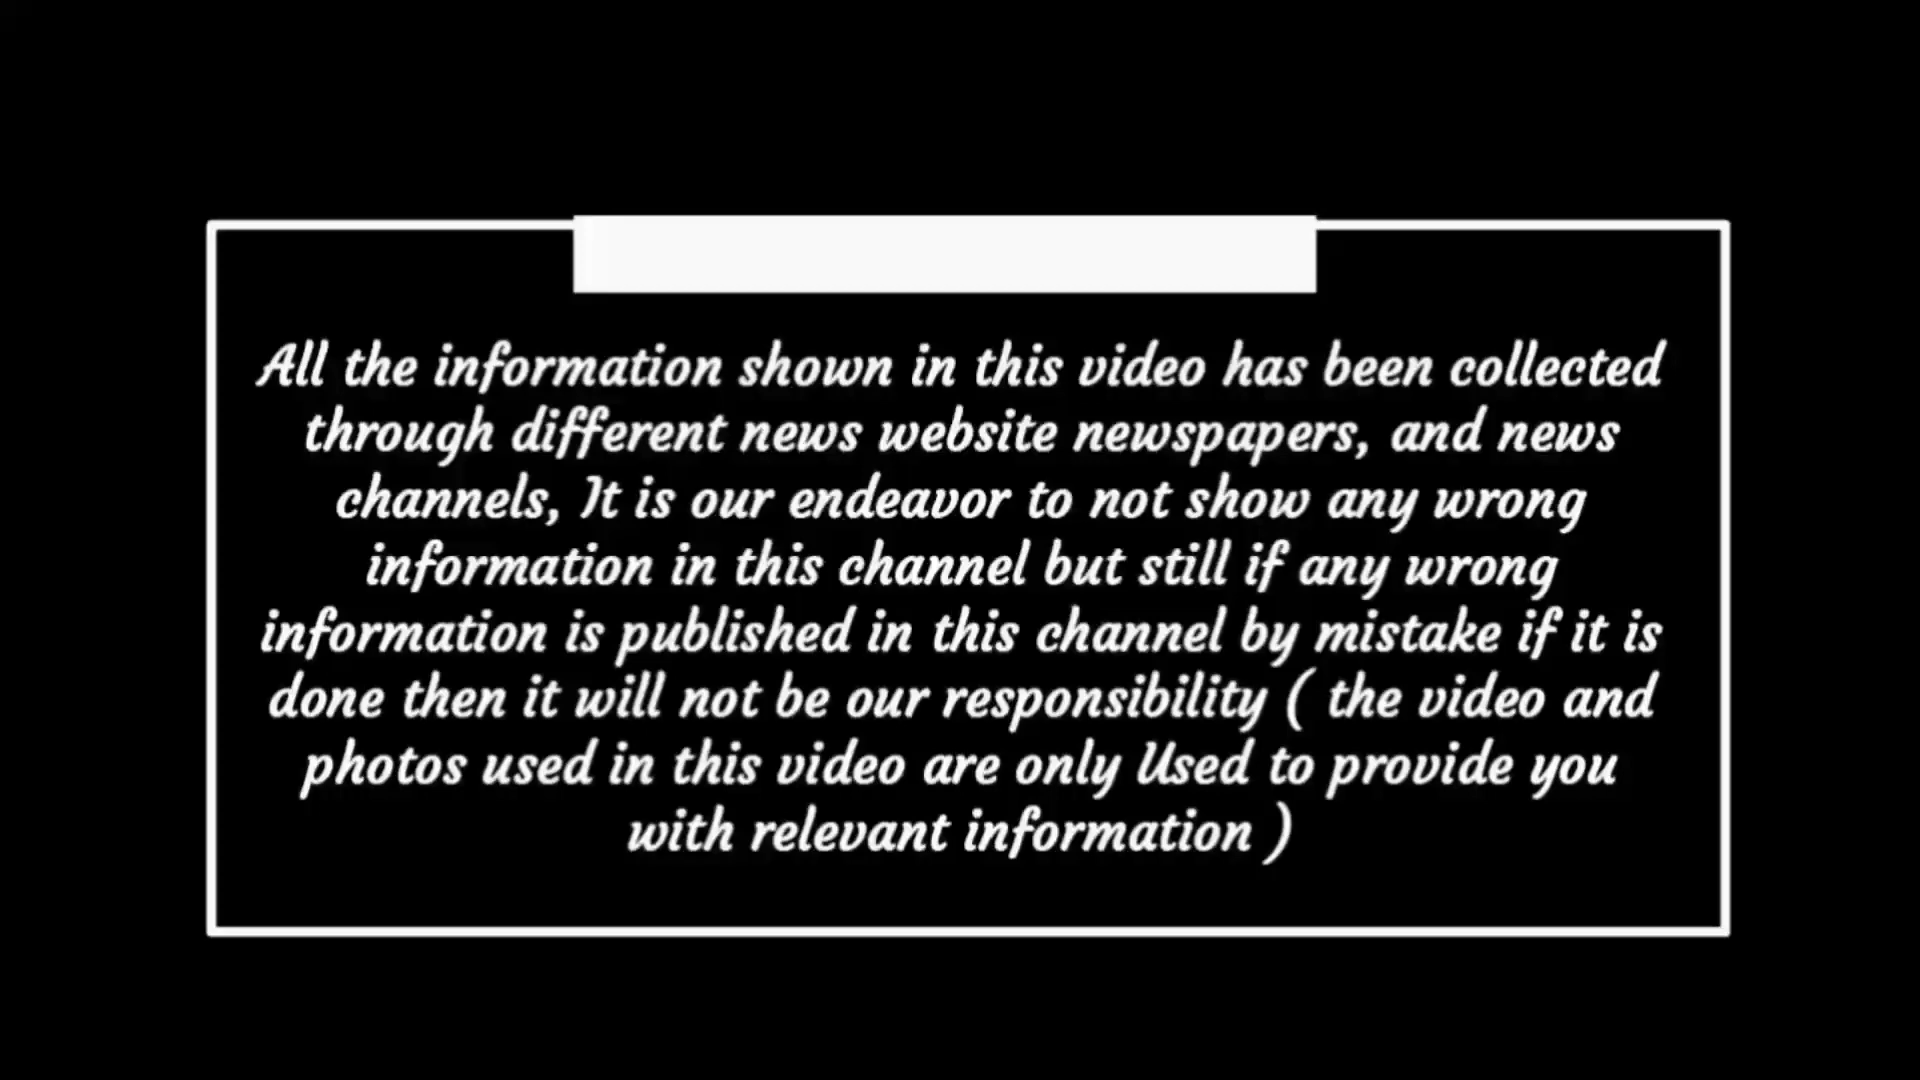 All the information shown in this video has been collected
through different news website newspapers, and news
channels, It is our endeavor to not show any wrong
information in this channel but still if any wrong
information is published in this channel by mistake if it is
done then it will not be our responsibility ( the video and
photos used in this video are only Used to provide you
with relevant information )